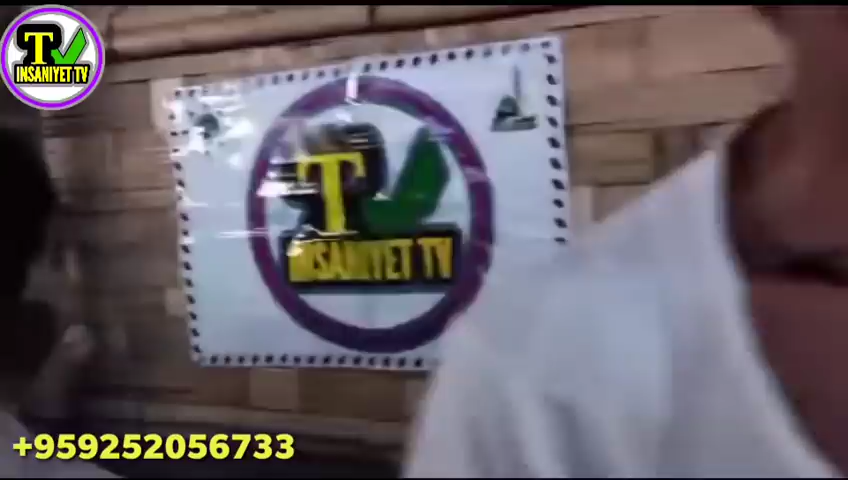 T
INSANIYET TV
T
INSANIYET TV
+959252056733